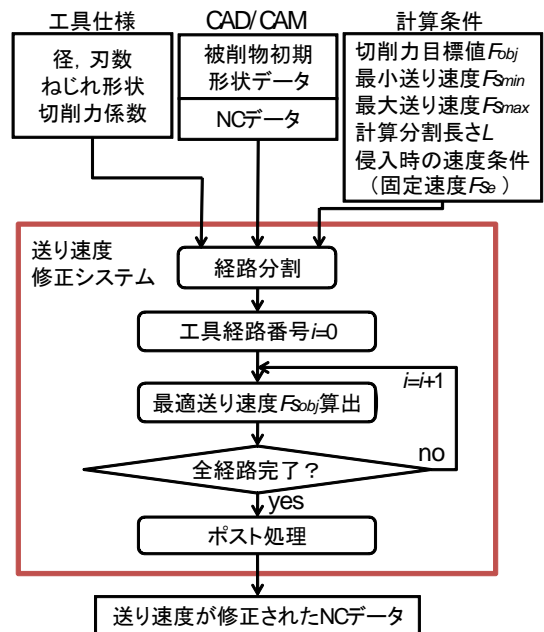 工具仕様
径, 刃数
ねじれ形状
切削力係数
CAD/CAM
被削物初期
形状データ
NCデータ
計算条件
切削力目標値Fobj
最小送り速度FSmin
最大送り速度FSmax
計算分割長さL
侵入時の速度条件
（固定速度FSe）
送り速度
修正システム
経路分割
工具経路番号i=0
i=i+1
最適送り速度FSobj算出
全経路完了？
no
yes
ポスト処理
送り速度が修正されたNCデータ